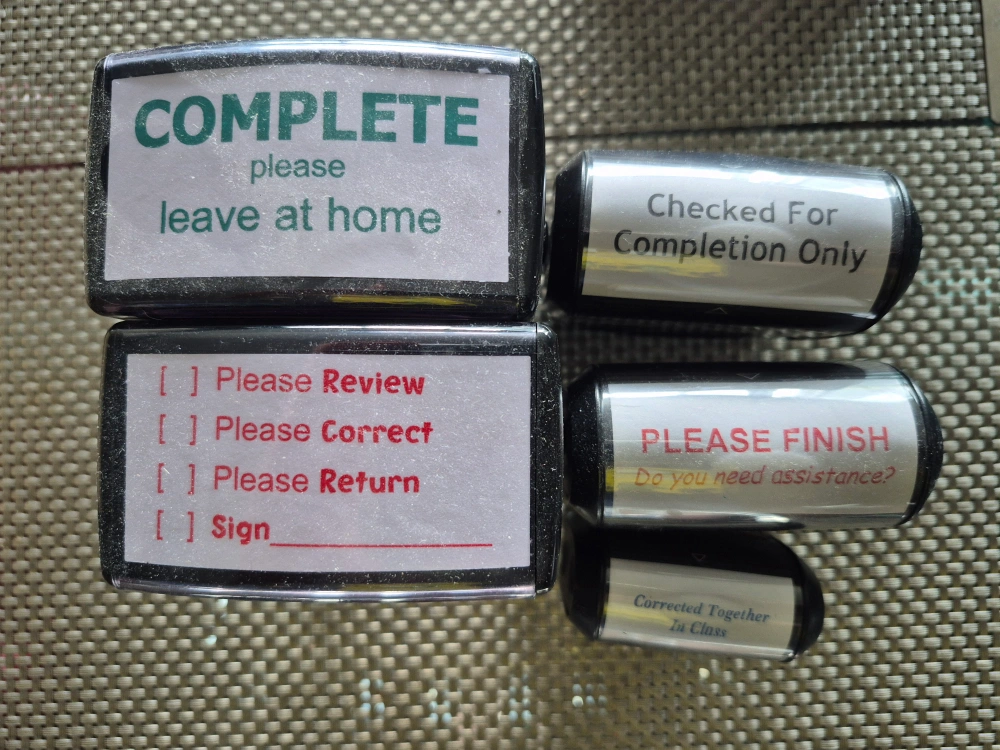 COMPLETE
please
leave at home
[ ] Please Review
[ ] Please Correct
[ ] Please Return
[ ] Sign_______________
Checked For
Completion Only
PLEASE FINISH
Do you need assistance?
Corrected Together
In Class